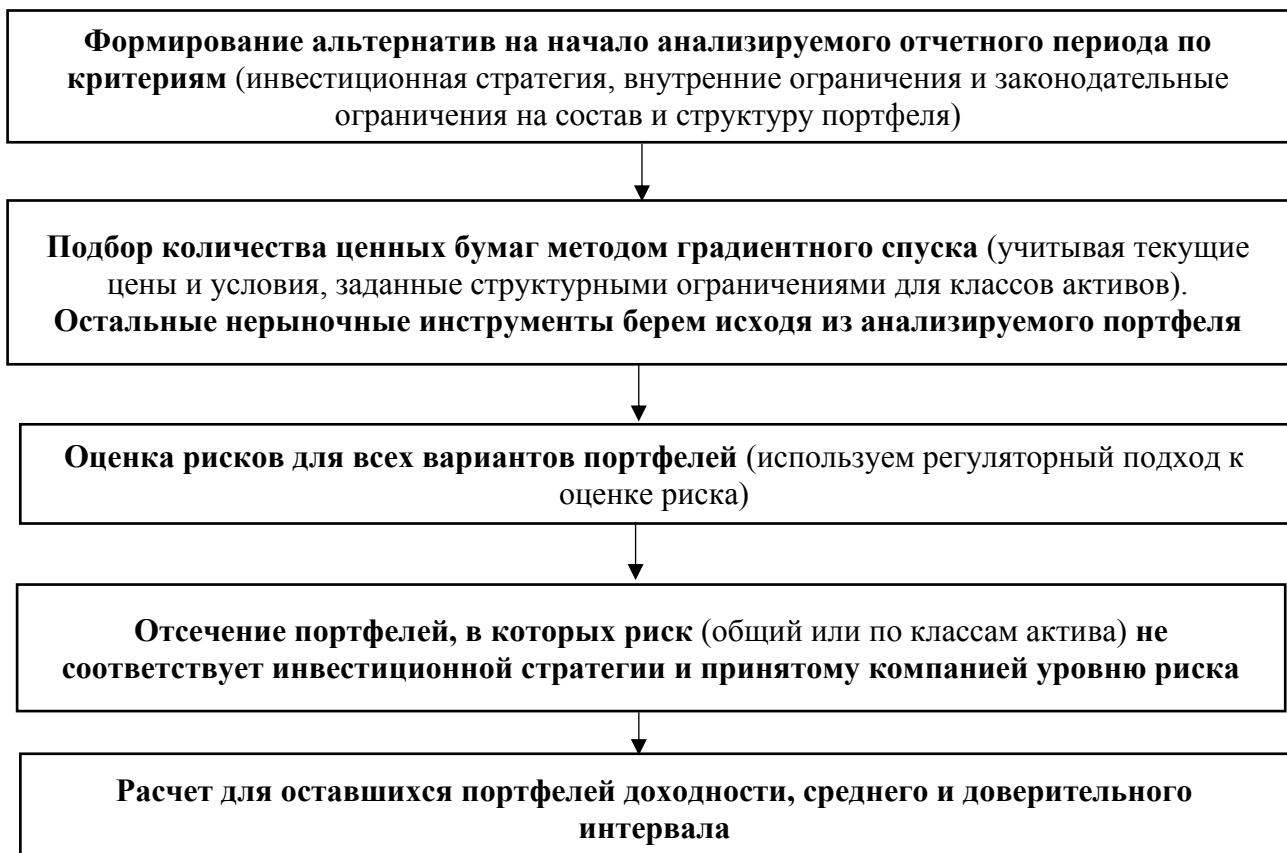 Формирование альтернатив на начало анализируемого отчетного периода по
критериям (инвестиционная стратегия, внутренние ограничения и законодательные
ограничения на состав и структуру портфеля)
Подбор количества ценных бумаг методом градиентного спуска (учитывая текущие
цены и условия, заданные структурными ограничениями для классов активов).
Остальные нерыночные инструменты берем исходя из анализируемого портфеля
Оценка рисков для всех вариантов портфелей (используем регуляторный подход к
оценке риска)
Отсечение портфелей, в которых риск (общий или по классам актива) не
соответствует инвестиционной стратегии и принятому компанией уровню риска
Расчет для оставшихся портфелей доходности, среднего и доверительного
интервала